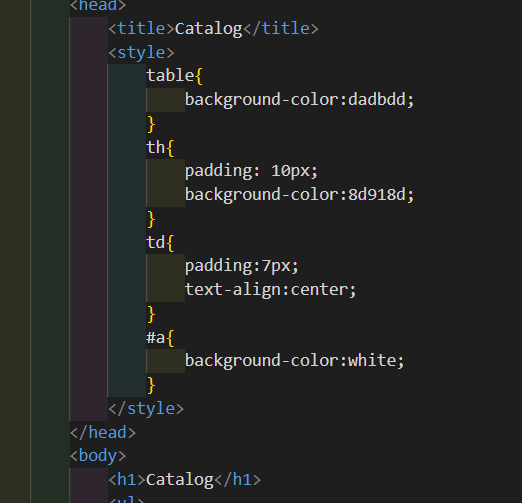 <head>
<title>Catalog</title>
<style>
table{
background-color:dadbdd;
}
th{
padding: 10px;
background-color:8d918d;
}
td{
padding:7px;
text-align:center;
}
#a{
background-color:white;
}
</style>
</head>
<body>
<h1>Catalog</h1>
<ul>